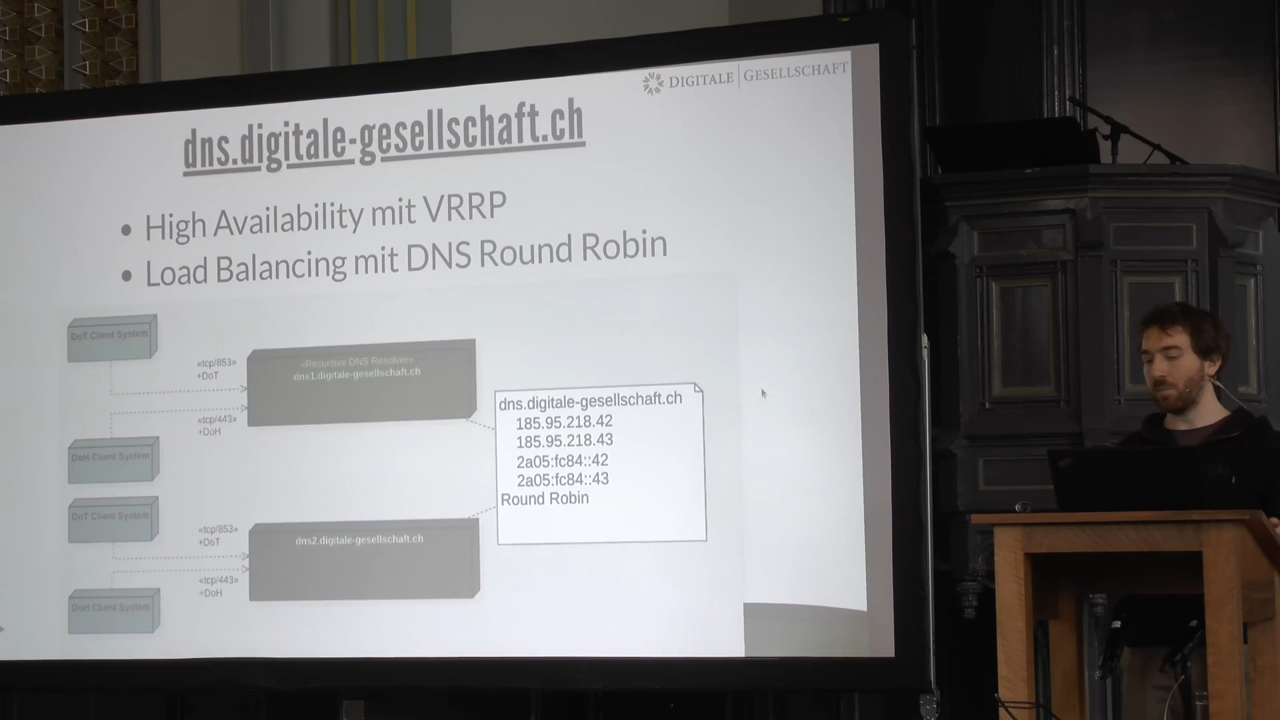 DIGITALE | GESELLSCHAFT
dns.digitale-gesellschaft.ch
• High Availability mit VRRP
• Load Balancing mit DNS Round Robin
DoT Client System
«tcp/853»
+DoT
«Recursive DNS Resolver»
dns1.digitale-gesellschaft.ch
«tcp/443»
+DoH
DoH Client System
dns.digitale-gesellschaft.ch
185.95.218.42
185.95.218.43
2a05:fc84::42
2a05:fc84::43
Round Robin
DoT Client System
«tcp/853»
+DoT
dns2.digitale-gesellschaft.ch
«tcp/443»
+DoH
DoH Client System